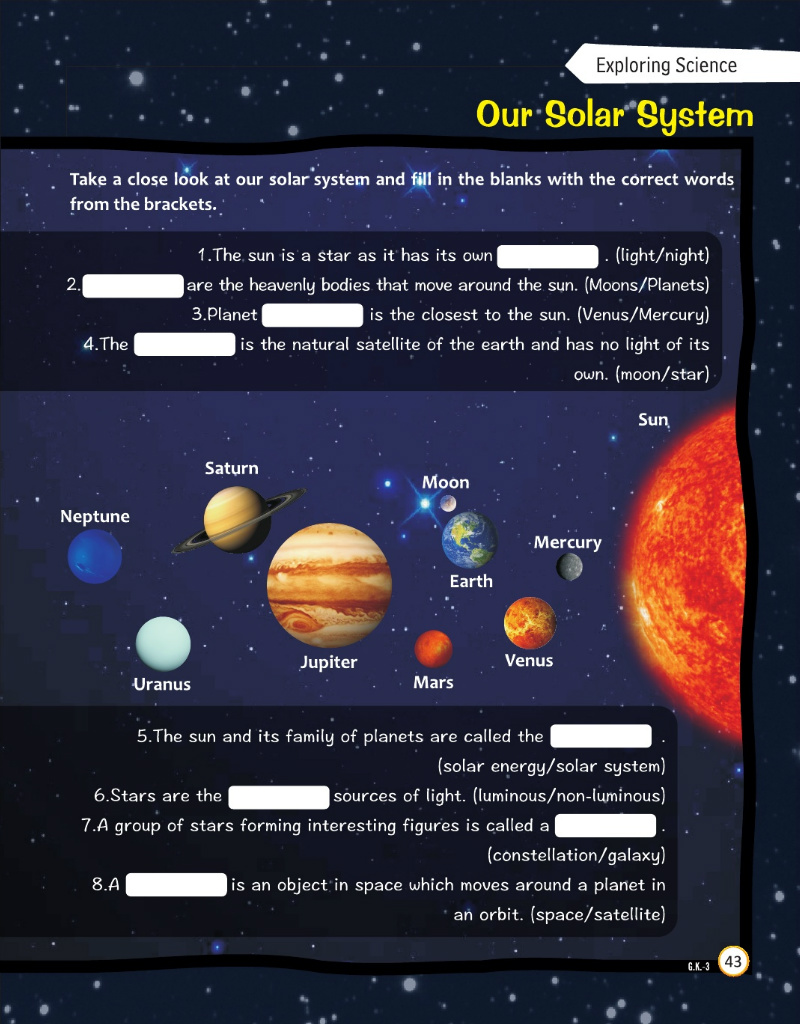 Exploring Science
Our Solar System
Take a close look at our solar system and fill in the blanks with the correct words
from the brackets.
1.The sun is a star as it has its own . (light/night)
2. are the heavenly bodies that move around the sun. (Moons/Planets)
3.Planet is the closest to the sun. (Venus/Mercury)
4.The is the natural satellite of the earth and has no light of its
own. (moon/star)
Sun
Saturn
Moon
Neptune
Mercury
Earth
Jupiter
Venus
Mars
Uranus
5.The sun and its family of planets are called the .
(solar energy/solar system)
6.Stars are the sources of light. (luminous/non-luminous)
7.A group of stars forming interesting figures is called a .
(constellation/galaxy)
8.A is an object in space which moves around a planet in
an orbit. (space/satellite)
G.K.-3 43